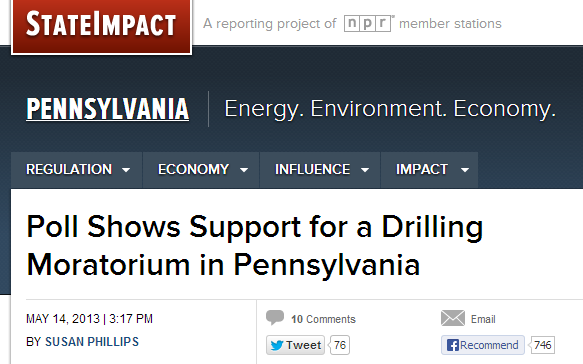 STATEIMPACT
A reporting project of npr® member stations
PENNSYLVANIA
Energy. Environment. Economy.
REGULATION ECONOMY INFLUENCE IMPACT
Poll Shows Support for a Drilling
Moratorium in Pennsylvania
MAY 14, 2013 | 3:17 PM
BY SUSAN PHILLIPS
10 Comments
Email
Tweet 76
Recommend 746